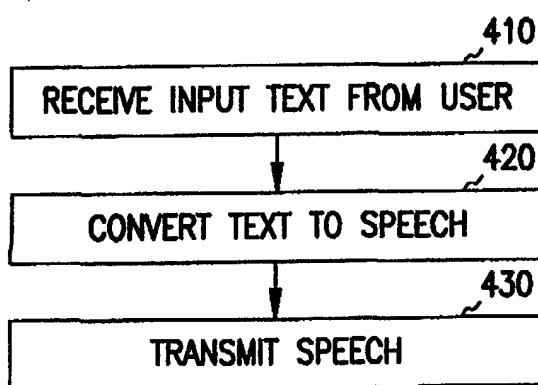 410
RECEIVE INPUT TEXT FROM USER
420
CONVERT TEXT TO SPEECH
430
TRANSMIT SPEECH